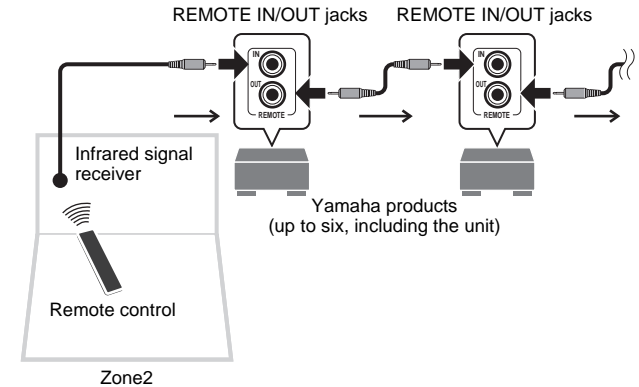 REMOTE IN/OUT jacks
REMOTE IN/OUT jacks
IN
OUT
REMOTE
IN
OUT
REMOTE
Infrared signal
receiver
Yamaha products
(up to six, including the unit)
Remote control
Zone2